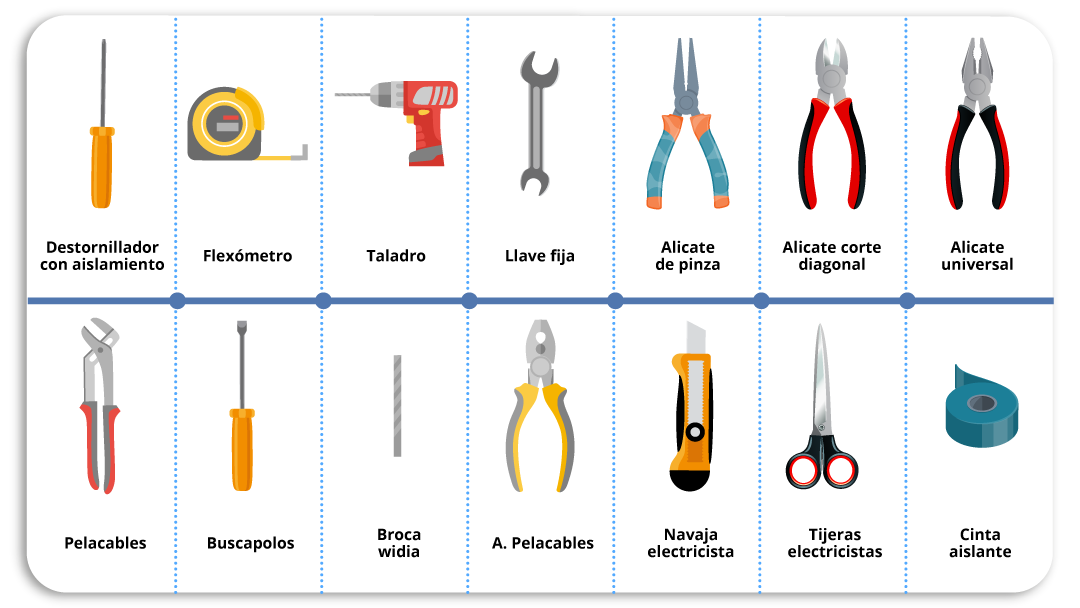 Destornillador
con aislamiento
Flexómetro
Taladro
Llave fija
Alicate
de pinza
Alicate corte
diagonal
Alicate
universal
Pelacables
Buscapolos
Broca
widia
A. Pelacables
Navaja
electricista
Tijeras
electricistas
Cinta
aislante